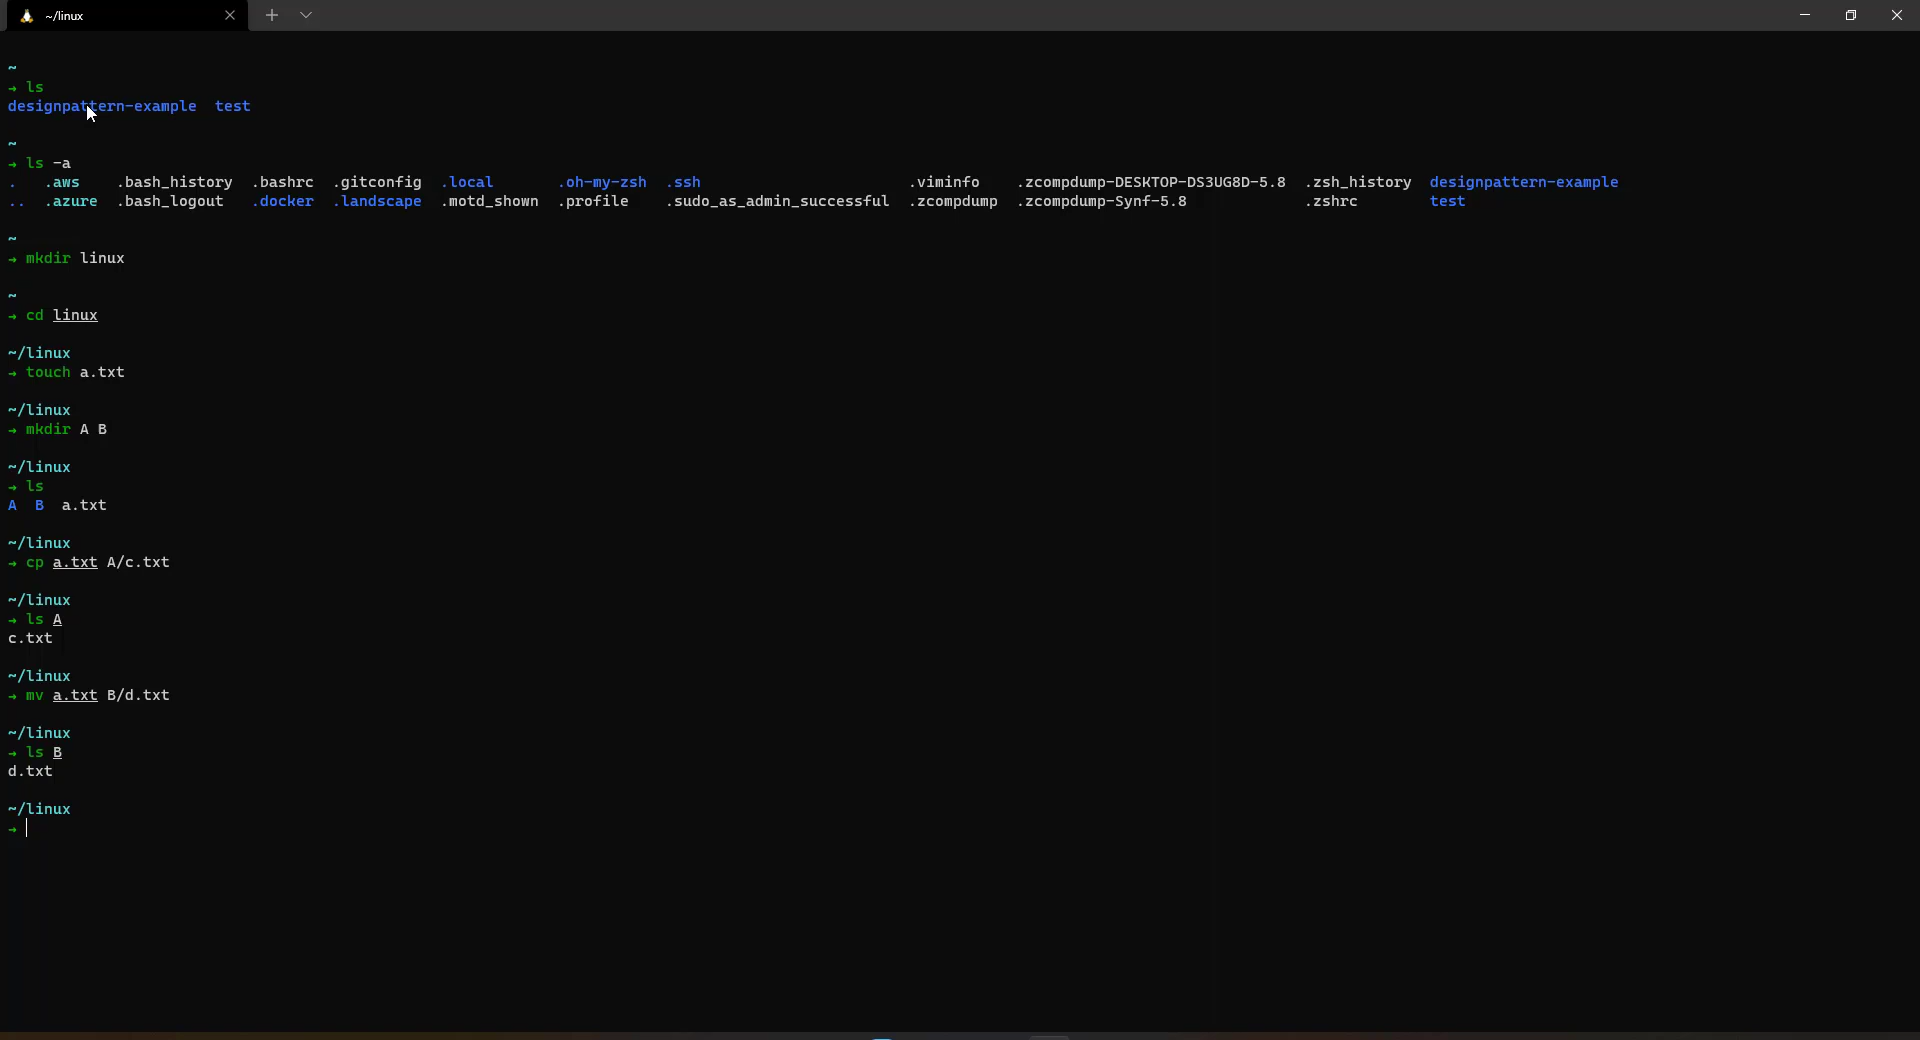 ~/linux
~
→ ls
designpattern-example  test
~
→ ls -a
.   .aws    .bash_history  .bashrc  .gitconfig  .local       .oh-my-zsh  .ssh                       .viminfo    .zcompdump-DESKTOP-DS3UG8D-5.8  .zsh_history  designpattern-example
..  .azure  .bash_logout   .docker  .landscape  .motd_shown  .profile    .sudo_as_admin_successful  .zcompdump  .zcompdump-Synf-5.8             .zshrc        test
~
→ mkdir linux
~
→ cd linux
~/linux
→ touch a.txt
~/linux
→ mkdir A B
~/linux
→ ls
A  B  a.txt
~/linux
→ cp a.txt A/c.txt
~/linux
→ ls A
c.txt
~/linux
→ mv a.txt B/d.txt
~/linux
→ ls B
d.txt
~/linux
→